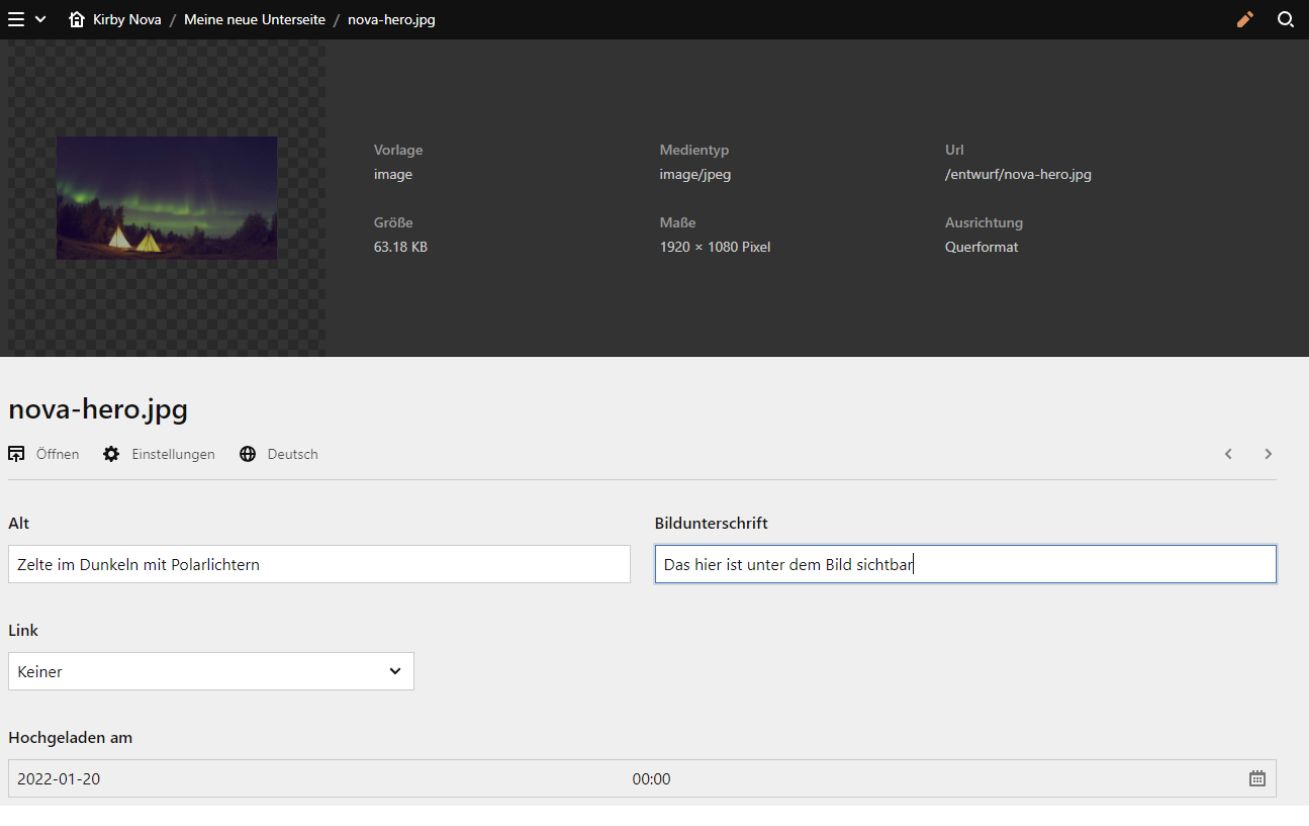 Kirby Nova / Meine neue Unterseite / nova-hero.jpg
Vorlage Medientyp Url
image image/jpeg /entwurf/nova-hero.jpg
Größe Maße Ausrichtung
63.18 KB 1920 × 1080 Pixel Querformat
nova-hero.jpg
Öffnen Einstellungen Deutsch
Alt Bildunterschrift
Zelte im Dunkeln mit Polarlichtern Das hier ist unter dem Bild sichtbar
Link
Keiner
Hochgeladen am
2022-01-20 00:00